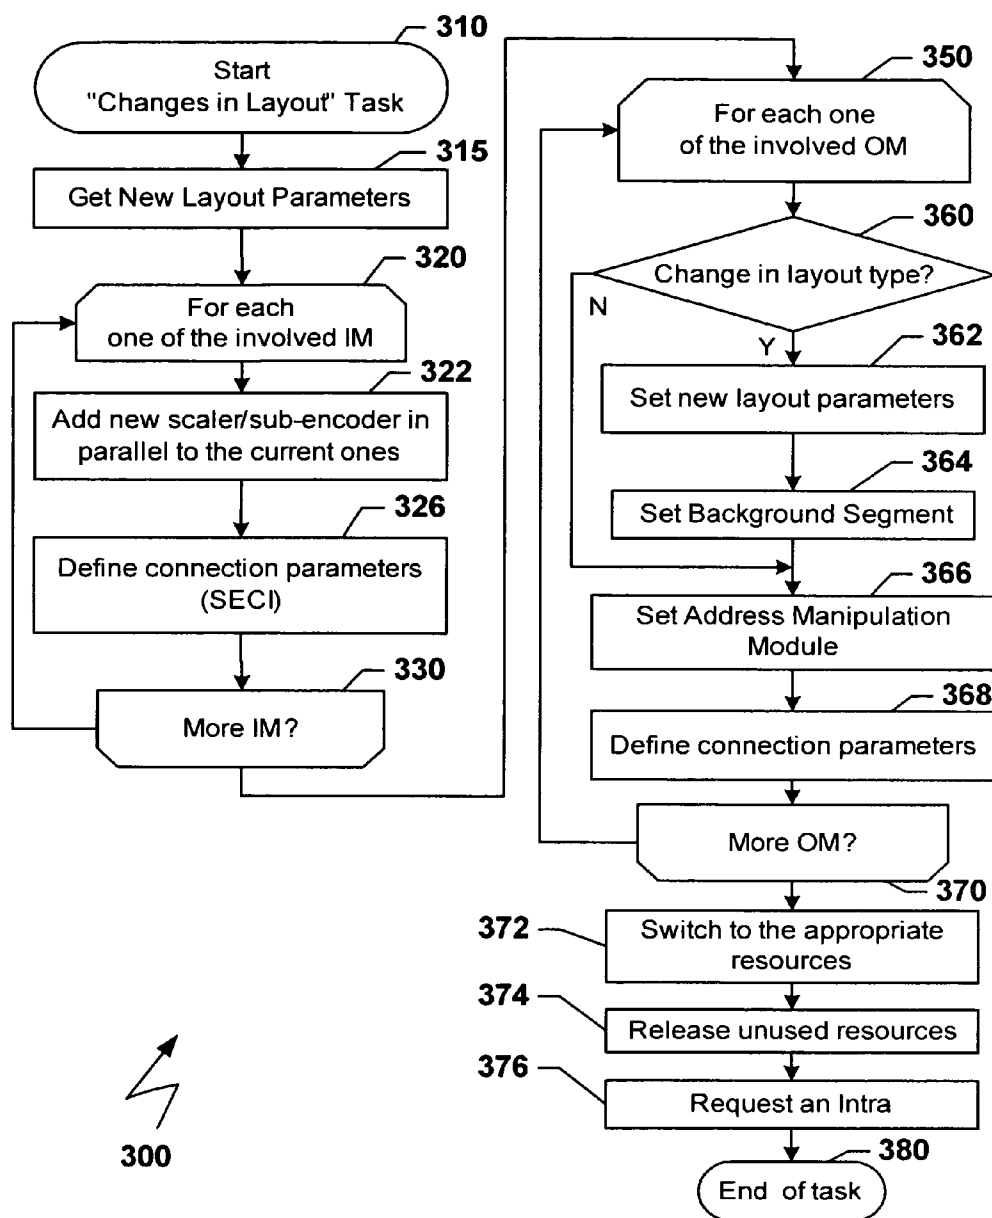 310
Start
"Changes in Layout" Task
315
Get New Layout Parameters
320
For each
one of the involved IM
322
Add new scaler/sub-encoder in
parallel to the current ones
326
Define connection parameters
(SECI)
330
More IM?
350
For each one
of the involved OM
360
Change in layout type?
N
Y
362
Set new layout parameters
364
Set Background Segment
366
Set Address Manipulation
Module
368
Define connection parameters
More OM?
370
372
Switch to the appropriate
resources
374
Release unused resources
376
Request an Intra
380
End of task
300